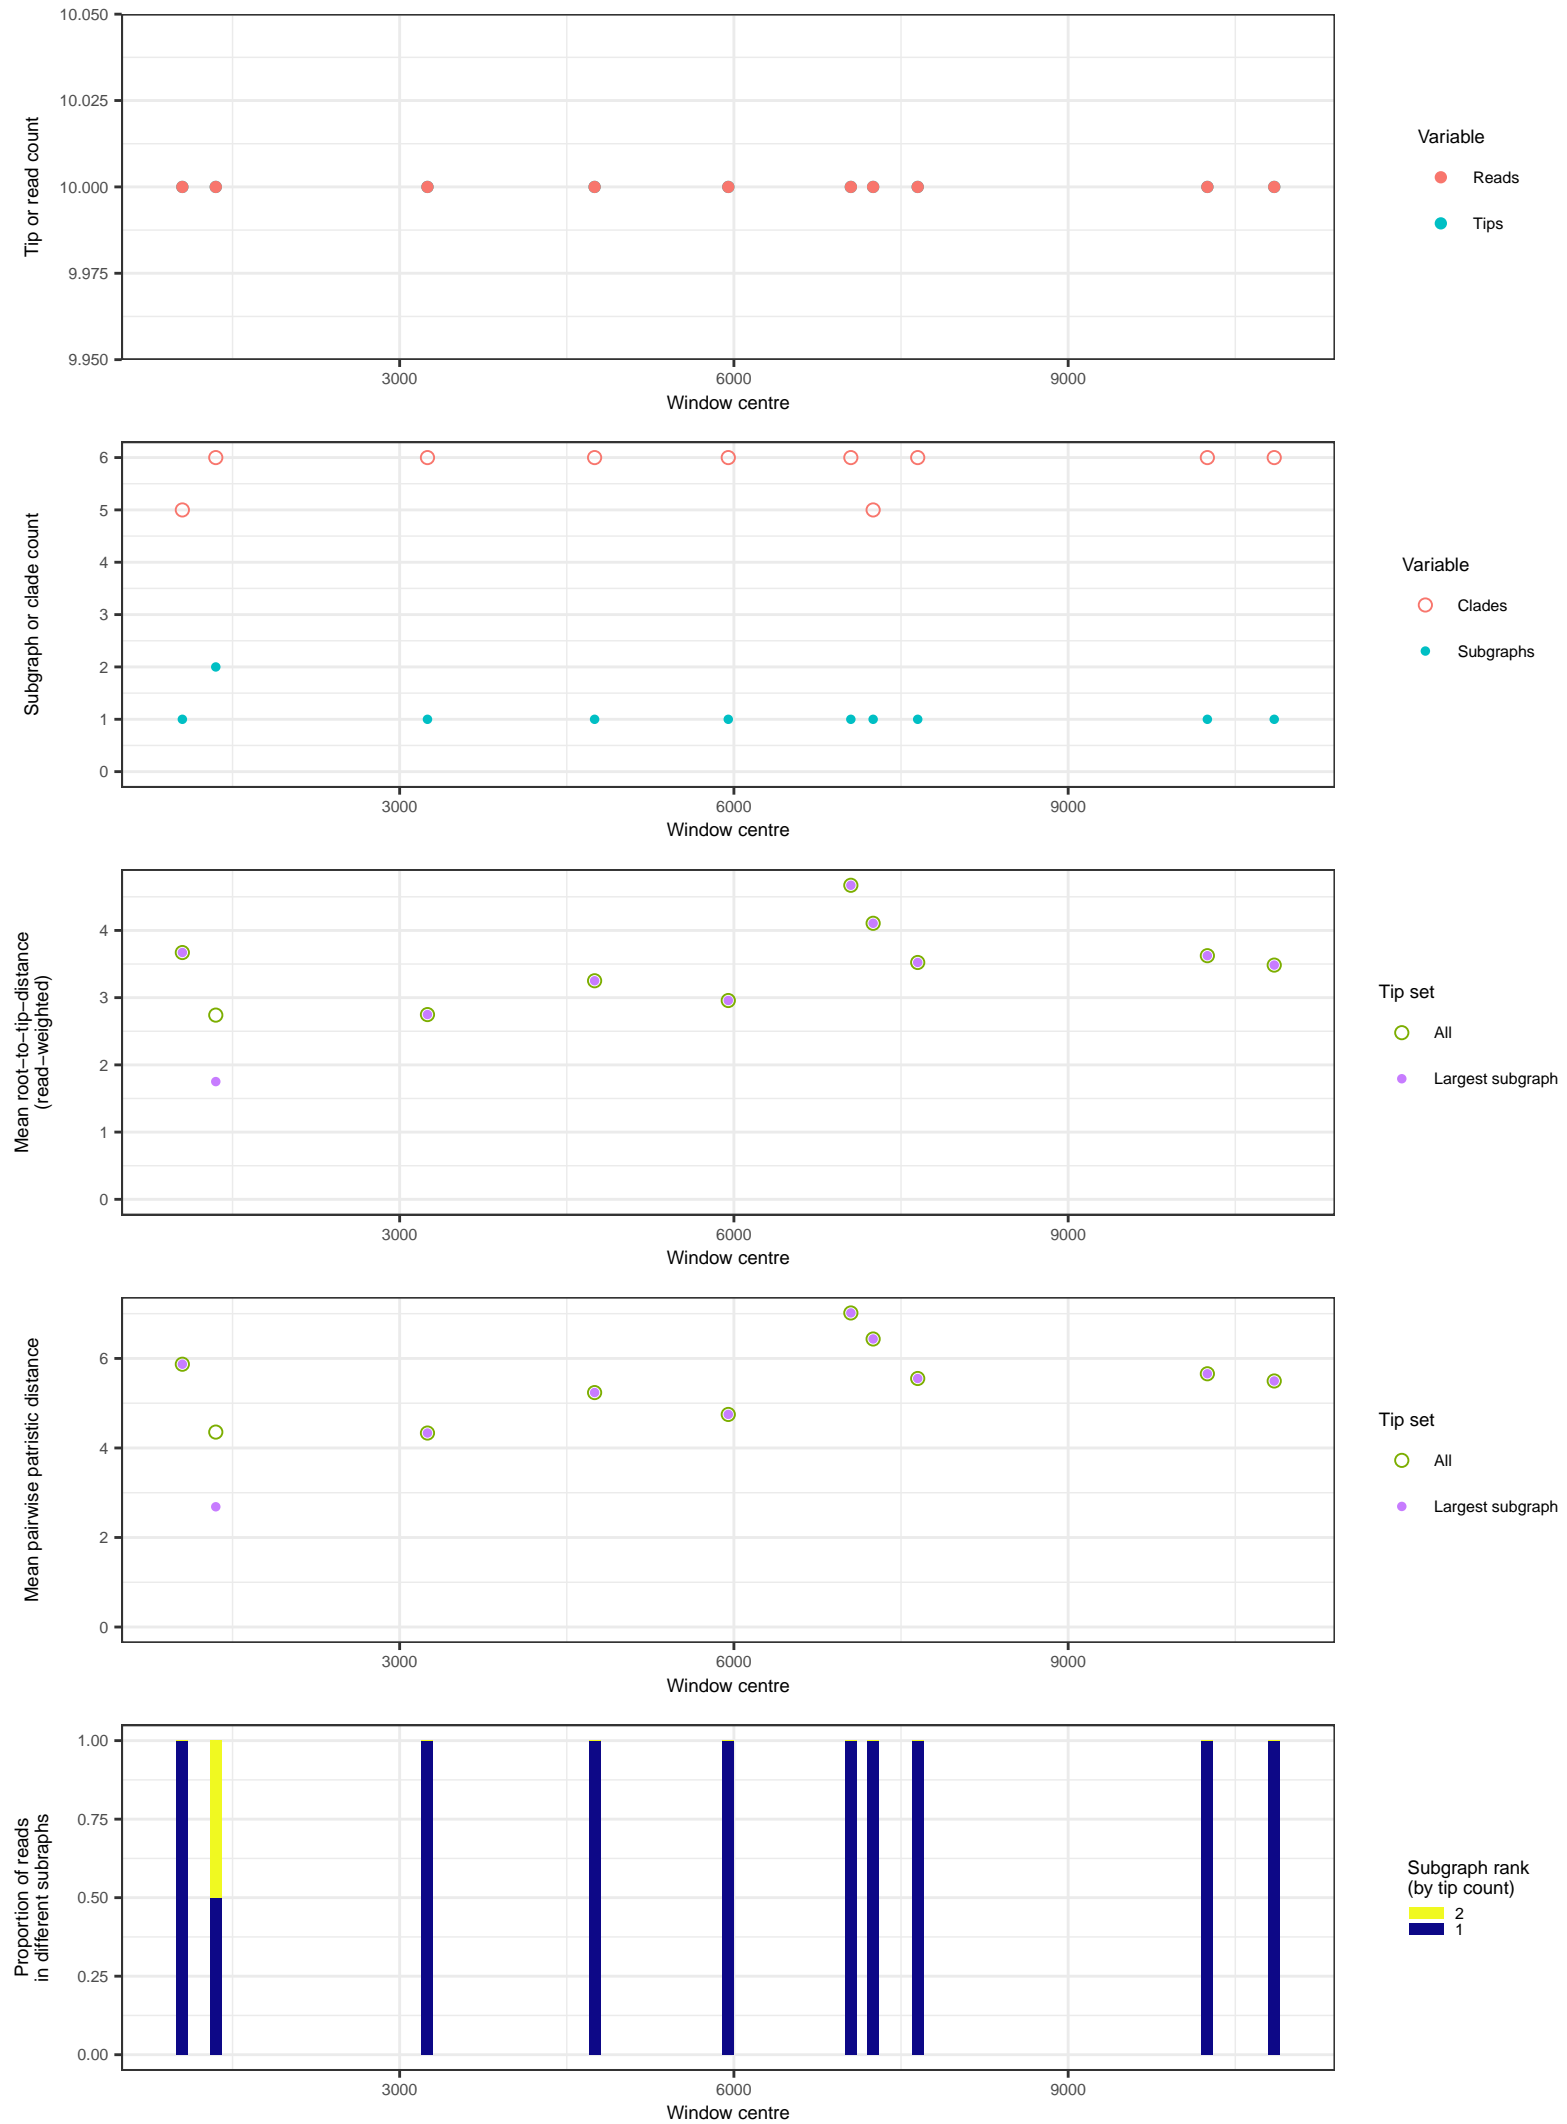 Tip or read count
10.050
10.025
10.000
9.975
9.950
3000 6000 9000
Window centre
Variable
Reads
Tips
Subgraph or clade count
6
5
4
3
2
1
0
3000 6000 9000
Window centre
Variable
Clades
Subgraphs
Mean root−to−tip−distance
(read−weighted)
4
3
2
1
0
3000 6000 9000
Window centre
Tip set
All
Largest subgraph
Mean pairwise patristic distance
6
4
2
0
3000 6000 9000
Window centre
Tip set
All
Largest subgraph
Proportion of reads
in different subraphs
1.00
0.75
0.50
0.25
0.00
3000 6000 9000
Window centre
Subgraph rank
(by tip count)
2
1